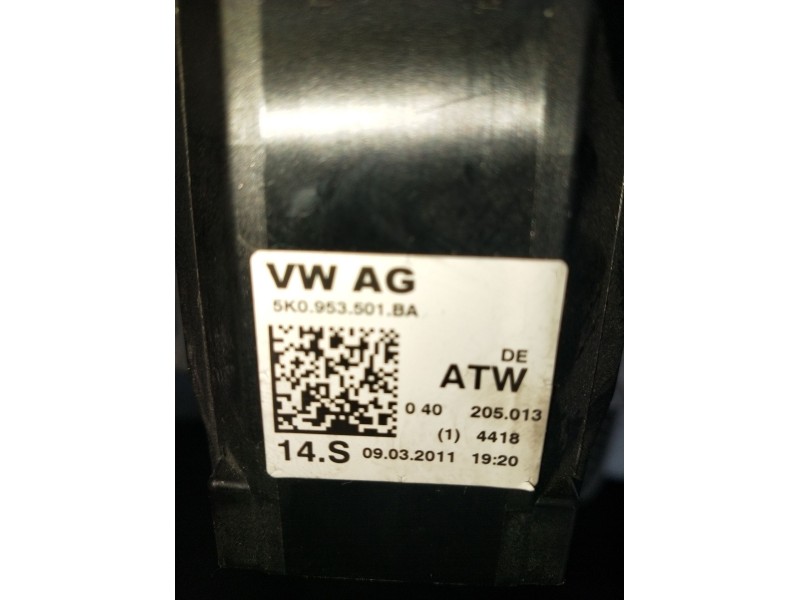 VW AG
5K0.953.501.BA
DE
ATW
0 40 205.013
(1) 4418
14.S 09.03.2011 19:20